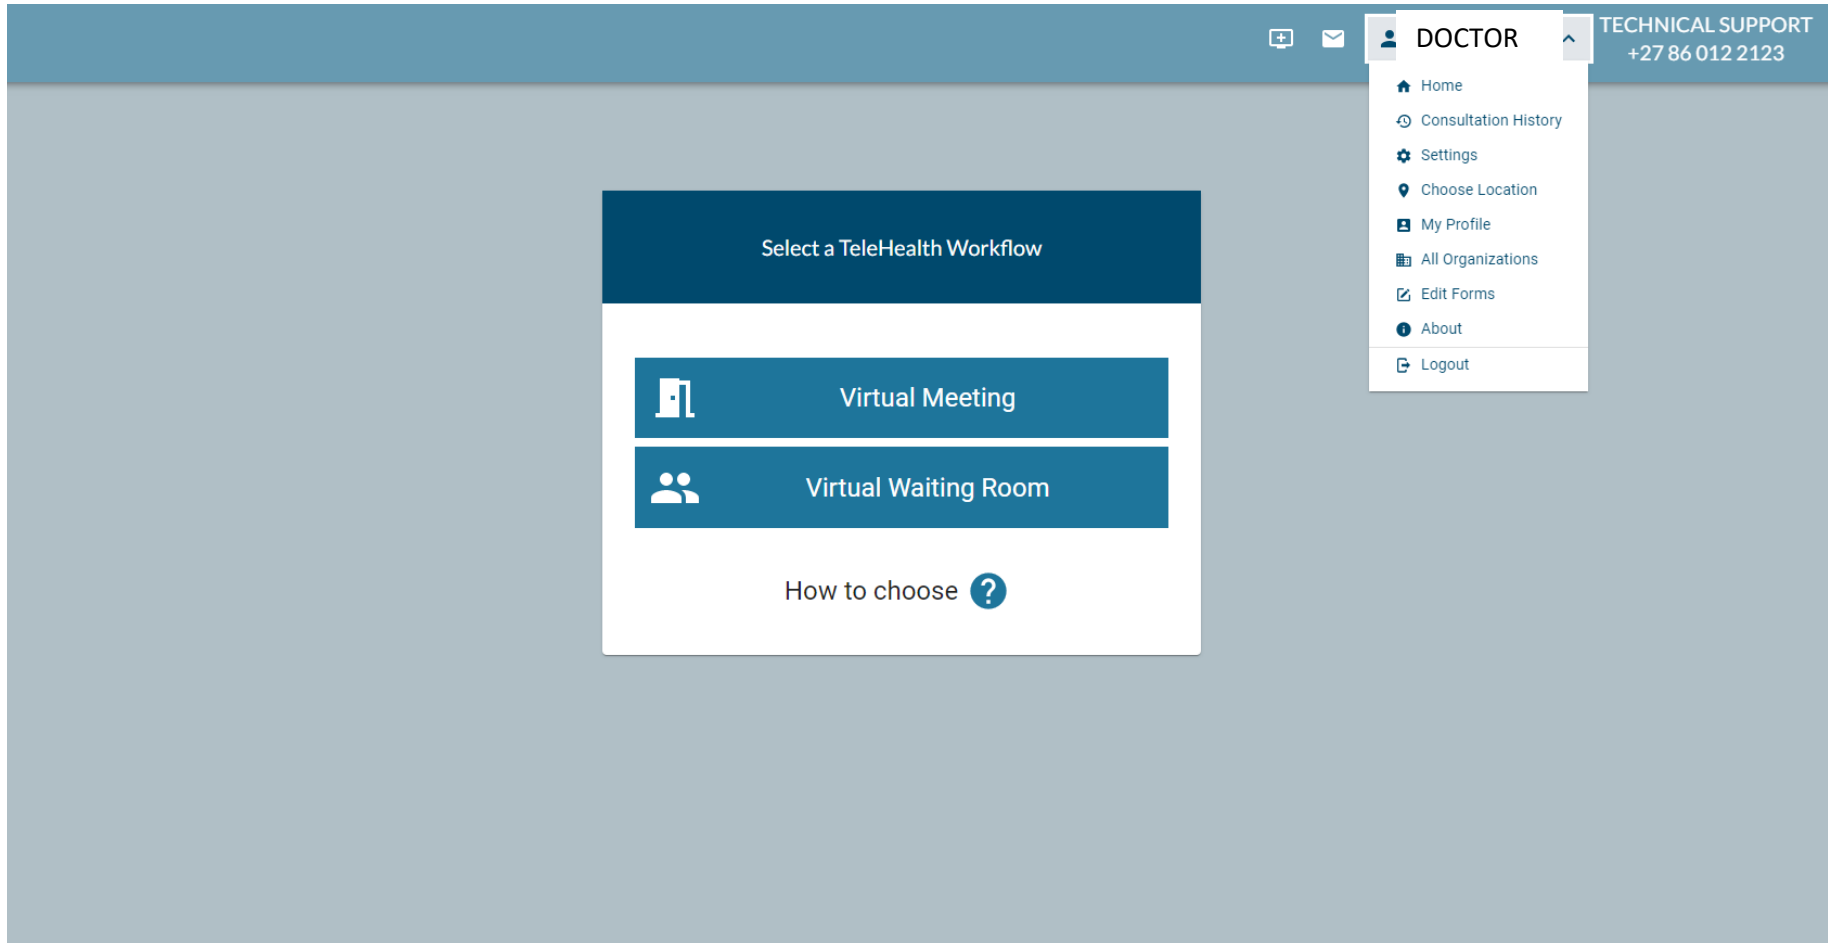 DOCTOR
TECHNICAL SUPPORT
+27 86 012 2123
Home
Consultation History
Settings
Choose Location
My Profile
All Organizations
Edit Forms
About
Logout
Select a TeleHealth Workflow
Virtual Meeting
Virtual Waiting Room
How to choose ?